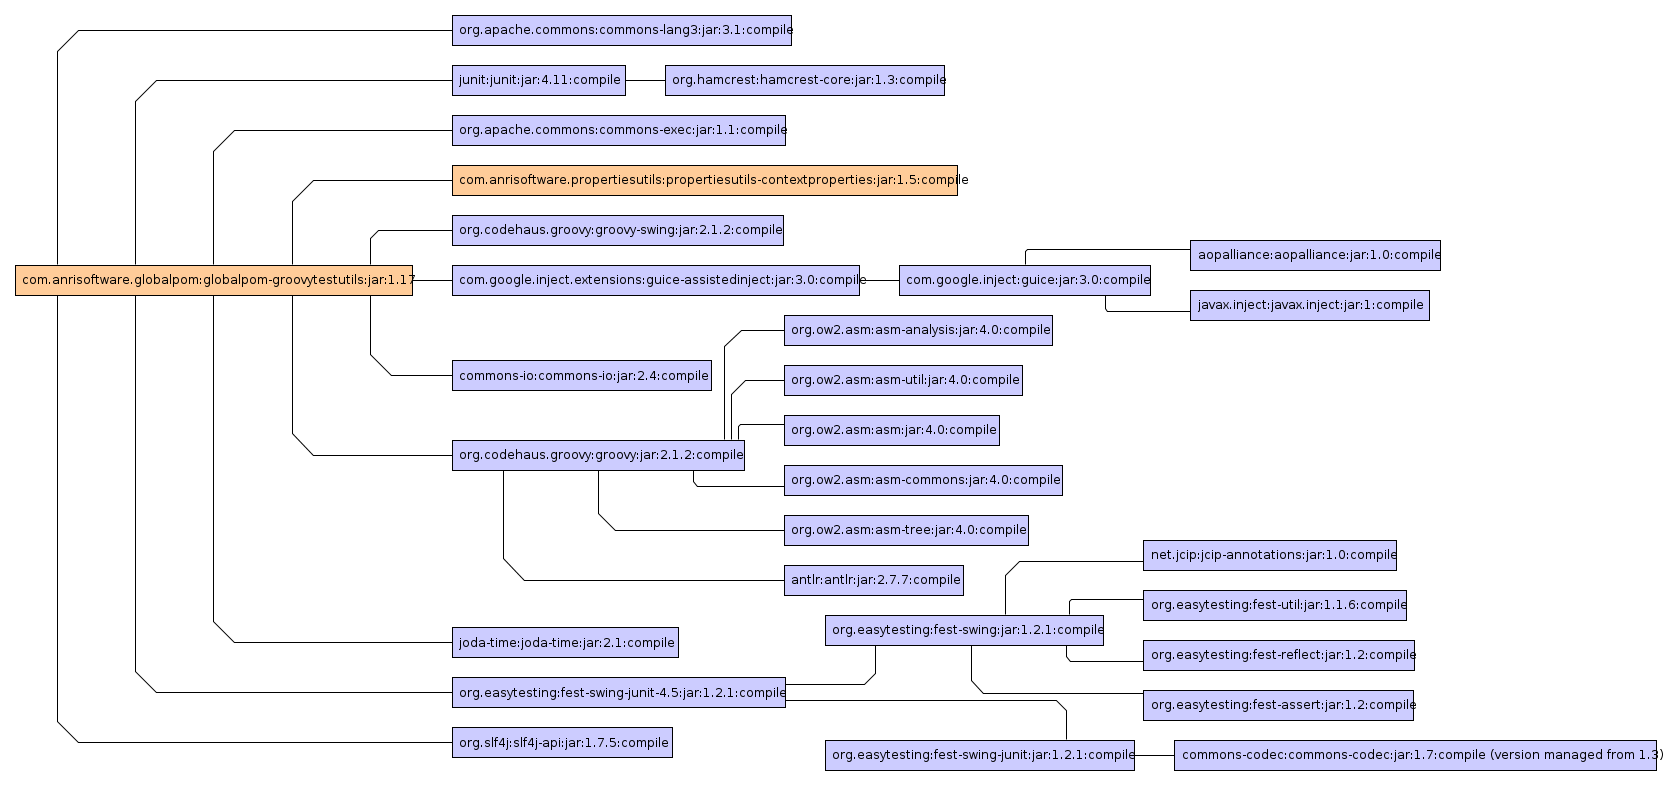 org.apache.commons:commons-lang3:jar:3.1:compile
junit:junit:jar:4.11:compile
org.hamcrest:hamcrest-core:jar:1.3:compile
org.apache.commons:commons-exec:jar:1.1:compile
com.anrisoftware.propertiesutils:propertiesutils-contextproperties:jar:1.5:compile
org.codehaus.groovy:groovy-swing:jar:2.1.2:compile
aopalliance:aopalliance:jar:1.0:compile
com.anrisoftware.globalpom:globalpom-groovytestutils:jar:1.17
com.google.inject.extensions:guice-assistedinject:jar:3.0:compile
com.google.inject:guice:jar:3.0:compile
javax.inject:javax.inject:jar:1:compile
org.ow2.asm:asm-analysis:jar:4.0:compile
commons-io:commons-io:jar:2.4:compile
org.ow2.asm:asm-util:jar:4.0:compile
org.ow2.asm:asm:jar:4.0:compile
org.codehaus.groovy:groovy:jar:2.1.2:compile
org.ow2.asm:asm-commons:jar:4.0:compile
org.ow2.asm:asm-tree:jar:4.0:compile
net.jcip:jcip-annotations:jar:1.0:compile
antlr:antlr:jar:2.7.7:compile
org.easytesting:fest-util:jar:1.1.6:compile
org.easytesting:fest-swing:jar:1.2.1:compile
joda-time:joda-time:jar:2.1:compile
org.easytesting:fest-reflect:jar:1.2:compile
org.easytesting:fest-swing-junit-4.5:jar:1.2.1:compile
org.easytesting:fest-assert:jar:1.2:compile
org.slf4j:slf4j-api:jar:1.7.5:compile
org.easytesting:fest-swing-junit:jar:1.2.1:compile
commons-codec:commons-codec:jar:1.7:compile (version managed from 1.3)